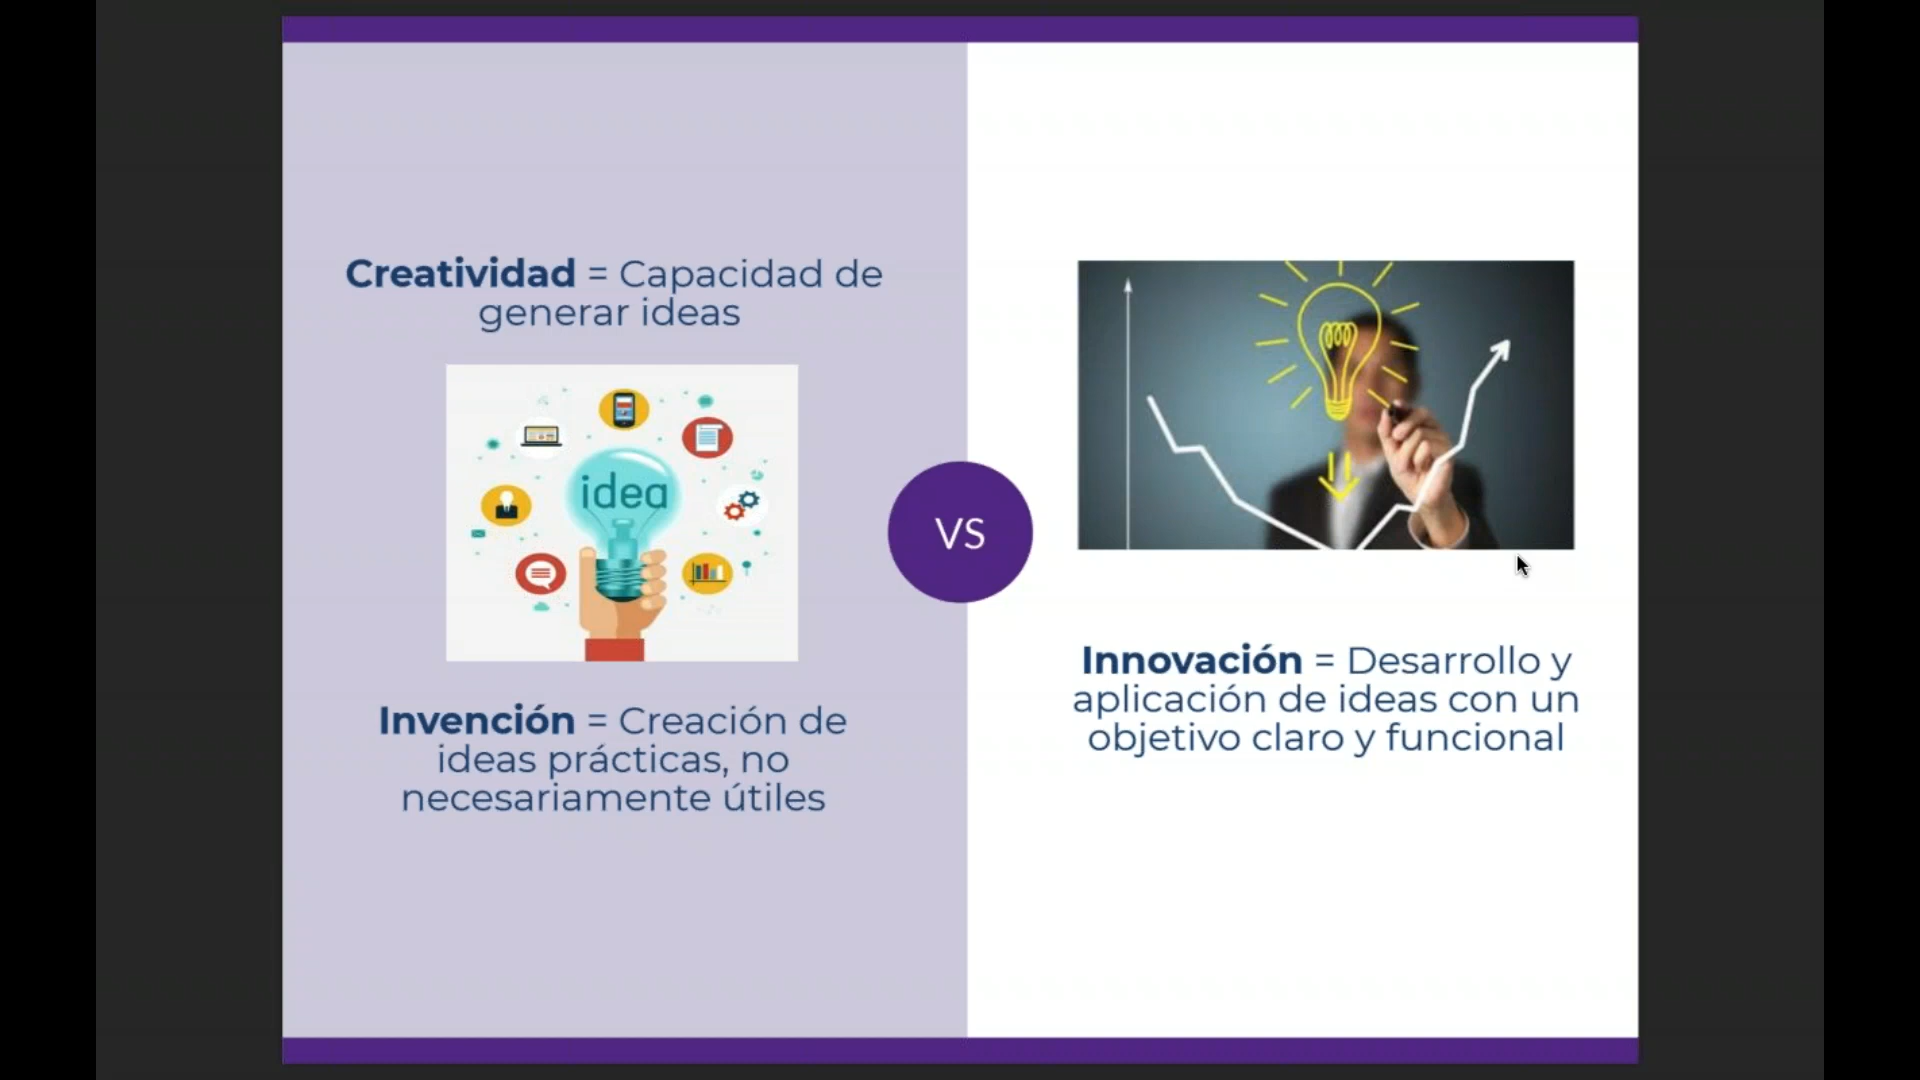 Creatividad = Capacidad de
generar ideas
idea
Invención = Creación de
ideas prácticas, no
necesariamente útiles
VS
Innovación = Desarrollo y
aplicación de ideas con un
objetivo claro y funcional